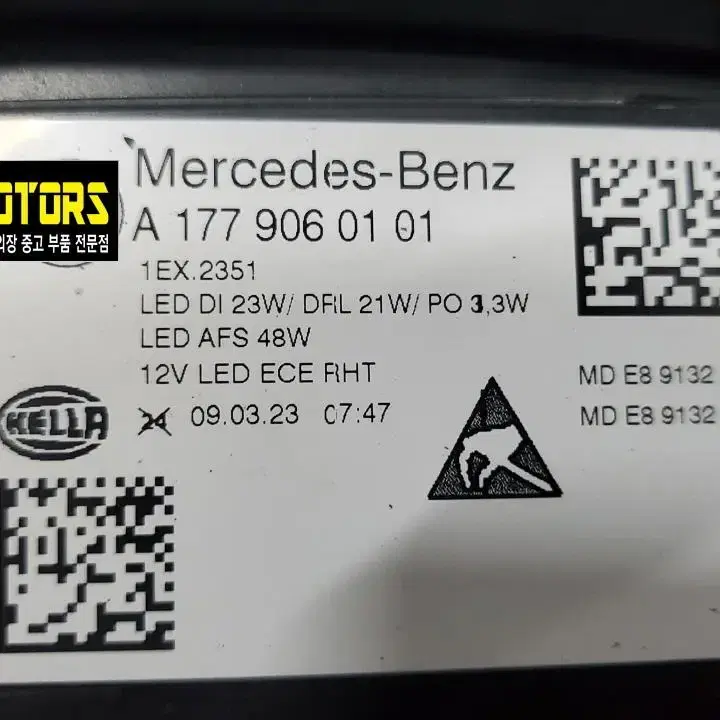 Mercedes-Benz
OTORS
의장 중고 부품 전문점
A 177 906 01 01
1EX.2351
LED DI 23W/ DRL 21W/ PO 3,3W
LED AFS 48W
12V LED ECE RHT
MD E8 9132
HELLA
24 09.03.23 07:47
MD E8 9132